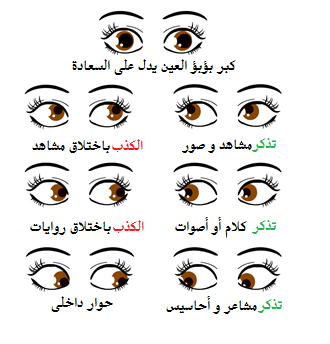 كبر بؤبؤ العين يدل على السعادة
تذكر مشاهد و صور
الكذب باختلاق مشاهد
تذكر كلام أو أصوات
الكذب باختلاق روايات
تذكر مشاعر و أحاسيس
حوار داخلى